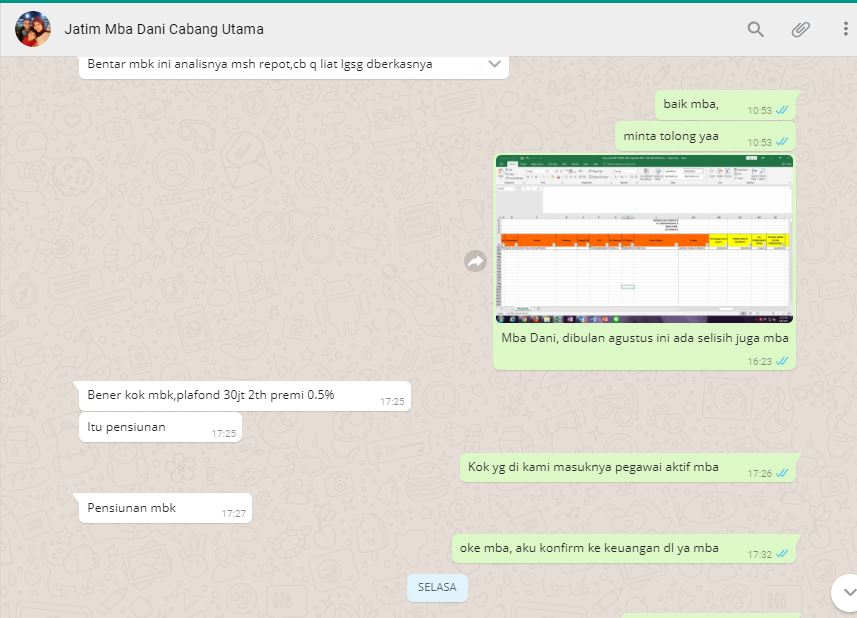 Jatim Mba Dani Cabang Utama
Bentar mbk ini analisnya msh repot,cb q liat lgsg dberkasnya
baik mba,
10:53
minta tolong yaa
10:53
Mba Dani, dibulan agustus ini ada selisih juga mba
16:23
Bener kok mbk,plafond 30jt 2th premi 0.5%
17:25
Itu pensiunan
17:25
Kok yg di kami masuknya pegawai aktif mba
17:26
Pensiunan mbk
17:27
oke mba, aku konfirm ke keuangan dl ya mba
17:32
SELASA